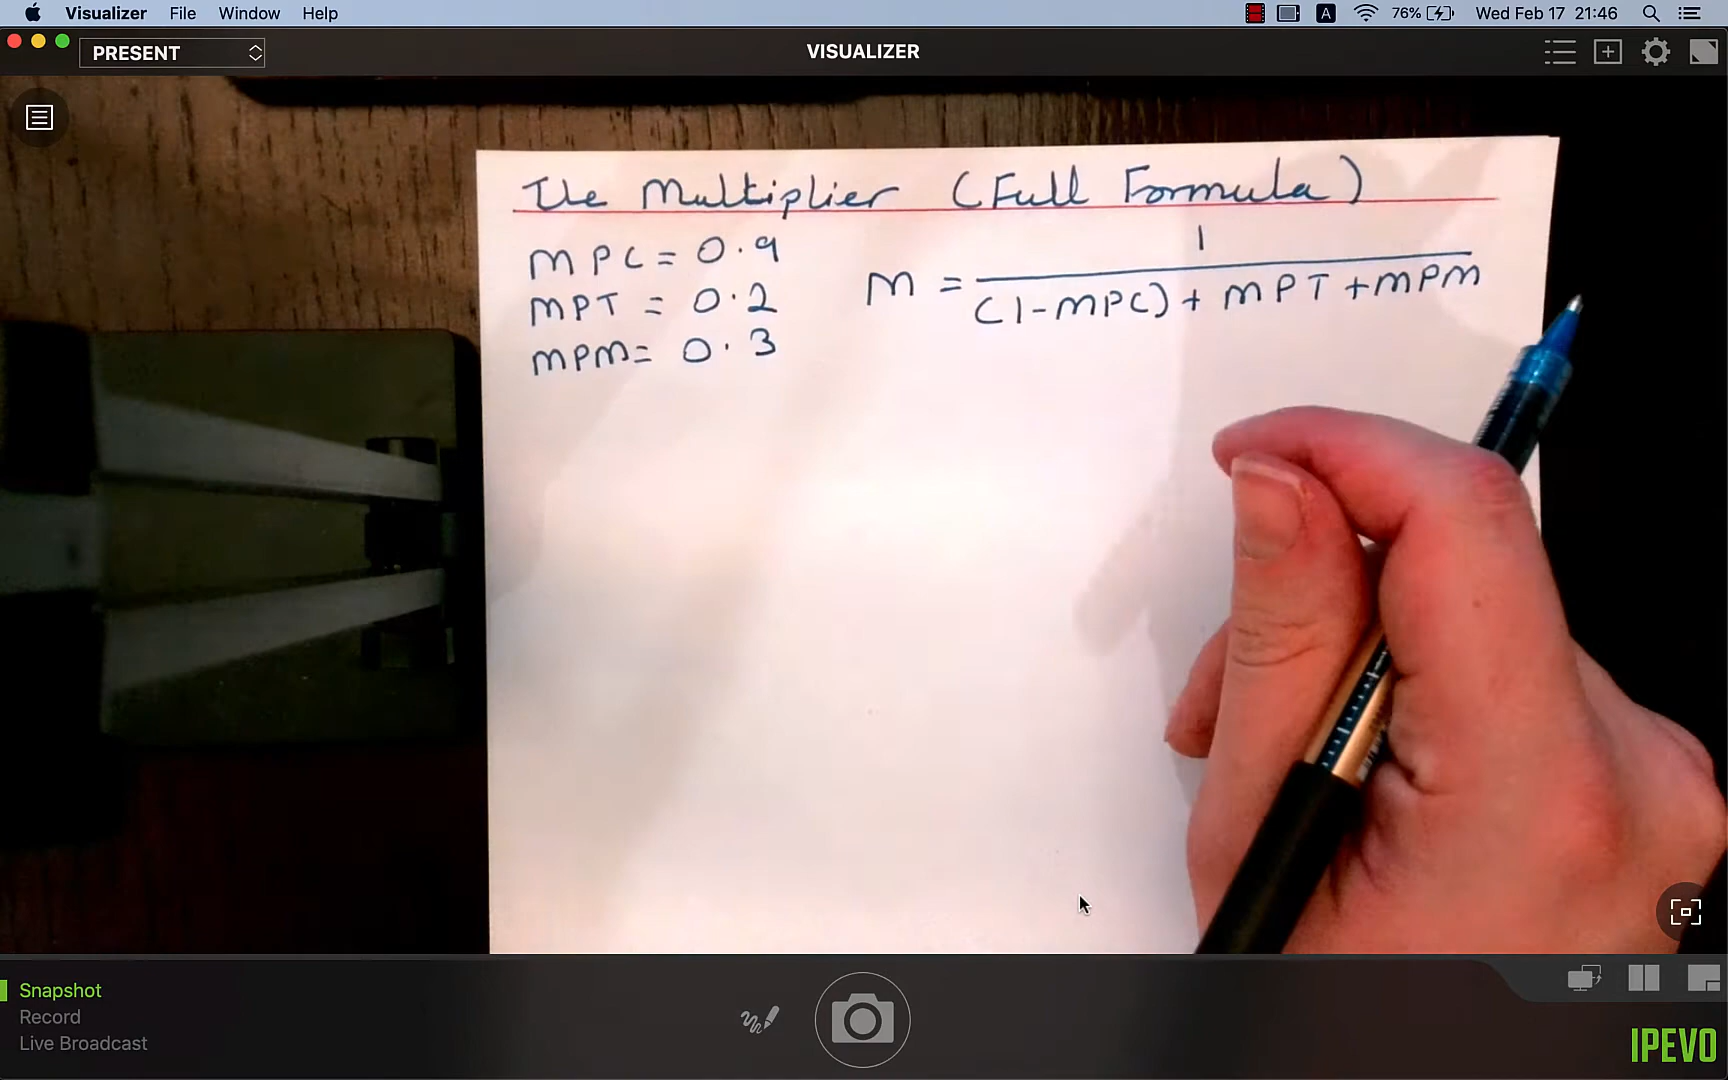 Visualizer File Window Help 76% Wed Feb 17 21:46
PRESENT VISUALIZER
The Multiplier (Full Formula)
MPC = 0.9
MPT = 0.2
MPM = 0.3
1
M =
(1-MPC) + MPT + MPM
Snapshot
Record
Live Broadcast
IPEVO